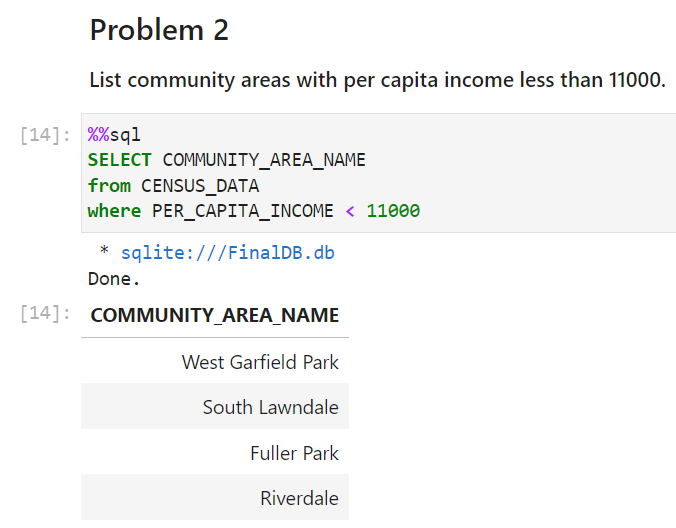 Problem 2
List community areas with per capita income less than 11000.
[14]: %%sql
SELECT COMMUNITY_AREA_NAME
from CENSUS_DATA
where PER_CAPITA_INCOME < 11000
* sqlite:///FinalDB.db
Done.
[14]: COMMUNITY_AREA_NAME
West Garfield Park
South Lawndale
Fuller Park
Riverdale